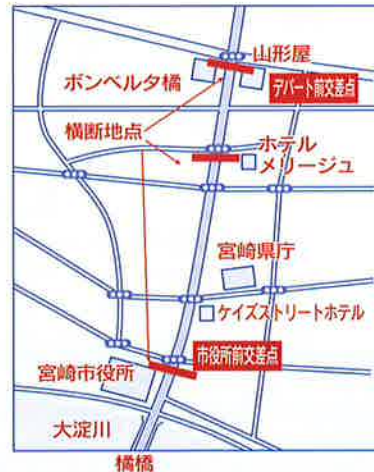 山形屋
ボンベルタ橘
デパート前交差点
横断地点
ホテル
メリージュ
宮崎県庁
ケイズストリートホテル
市役所前交差点
宮崎市役所
大淀川
橘橋